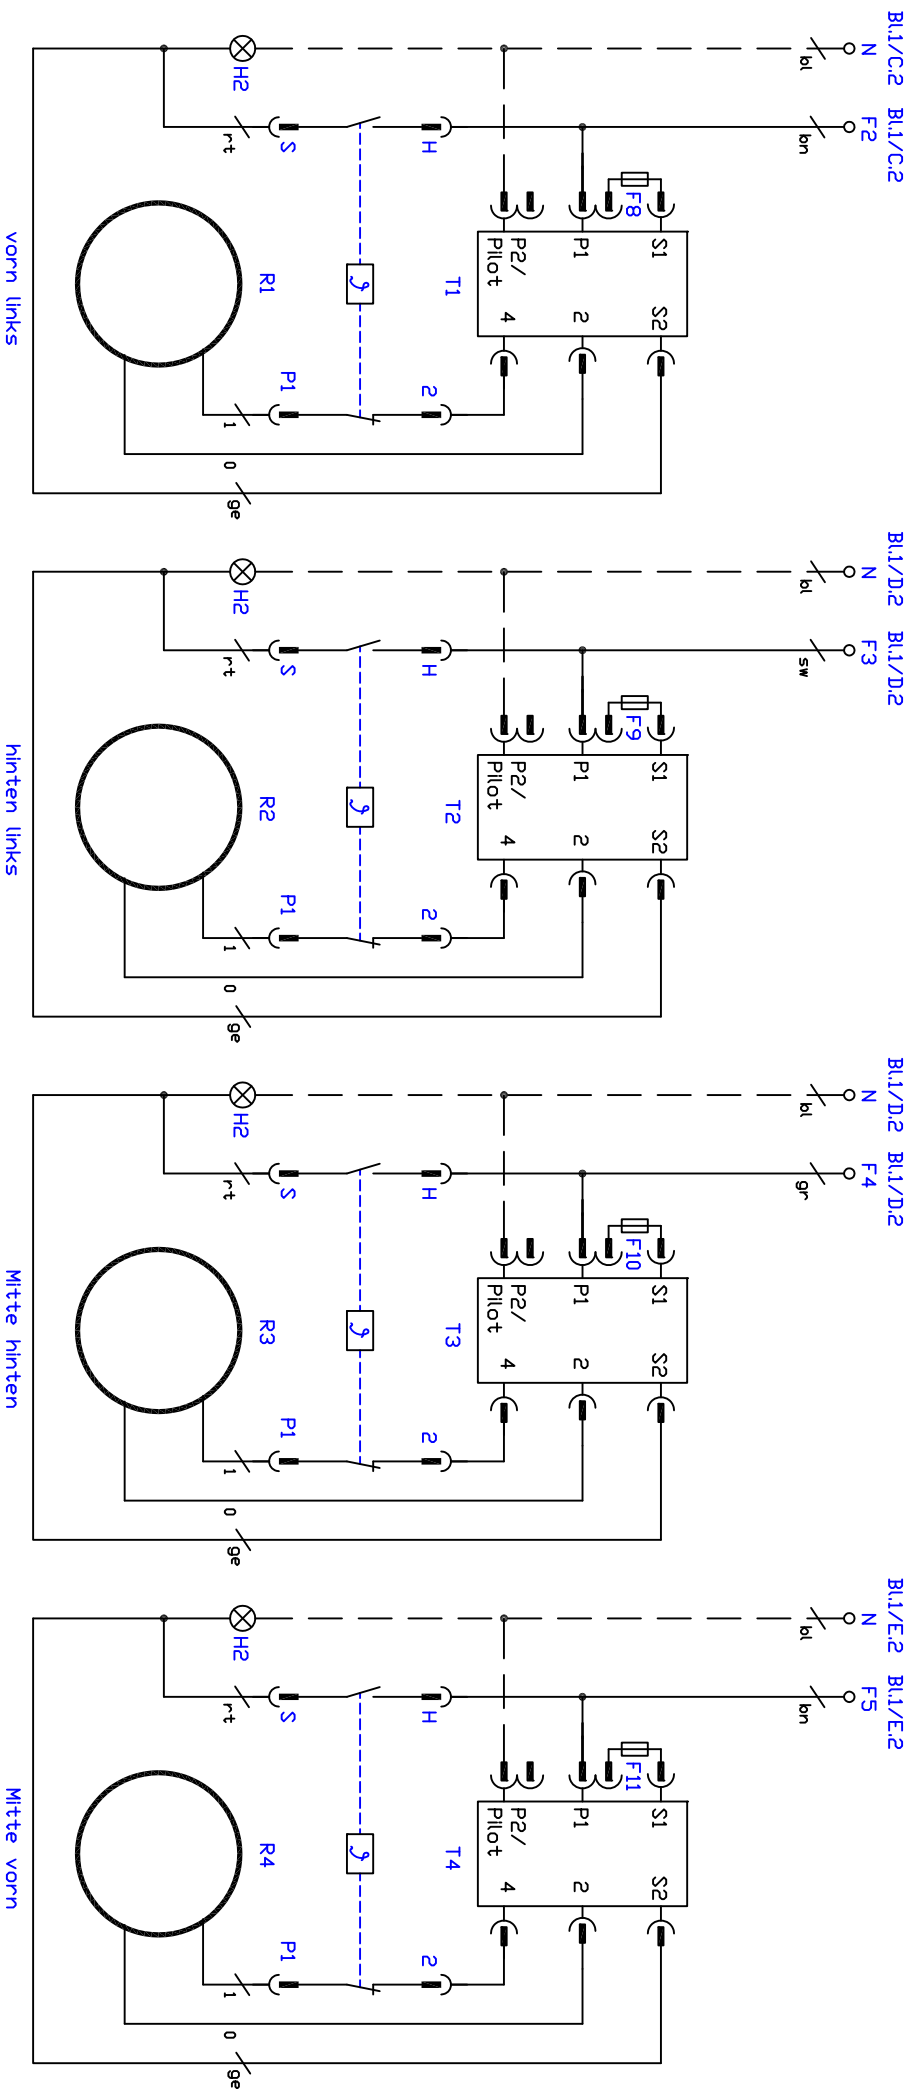 Bl.1/C.2 Bl.1/C.2
N F2
bl bn
F8
S1 S2
P1 2
P2/
Pilot 4
T1
H 2
S P1
H2 R1
rt 1 0 ge
vorn links
Bl.1/D.2 Bl.1/D.2
N F3
bl sw
F9
S1 S2
P1 2
P2/
Pilot 4
T2
H 2
S P1
H2 R2
rt 1 0 ge
hinten links
Bl.1/D.2 Bl.1/D.2
N F4
bl gr
F10
S1 S2
P1 2
P2/
Pilot 4
T3
H 2
S P1
H2 R3
rt 1 0 ge
Mitte hinten
Bl.1/E.2 Bl.1/E.2
N F5
bl bn
F11
S1 S2
P1 2
P2/
Pilot 4
T4
H 2
S P1
H2 R4
rt 1 0 ge
Mitte vorn